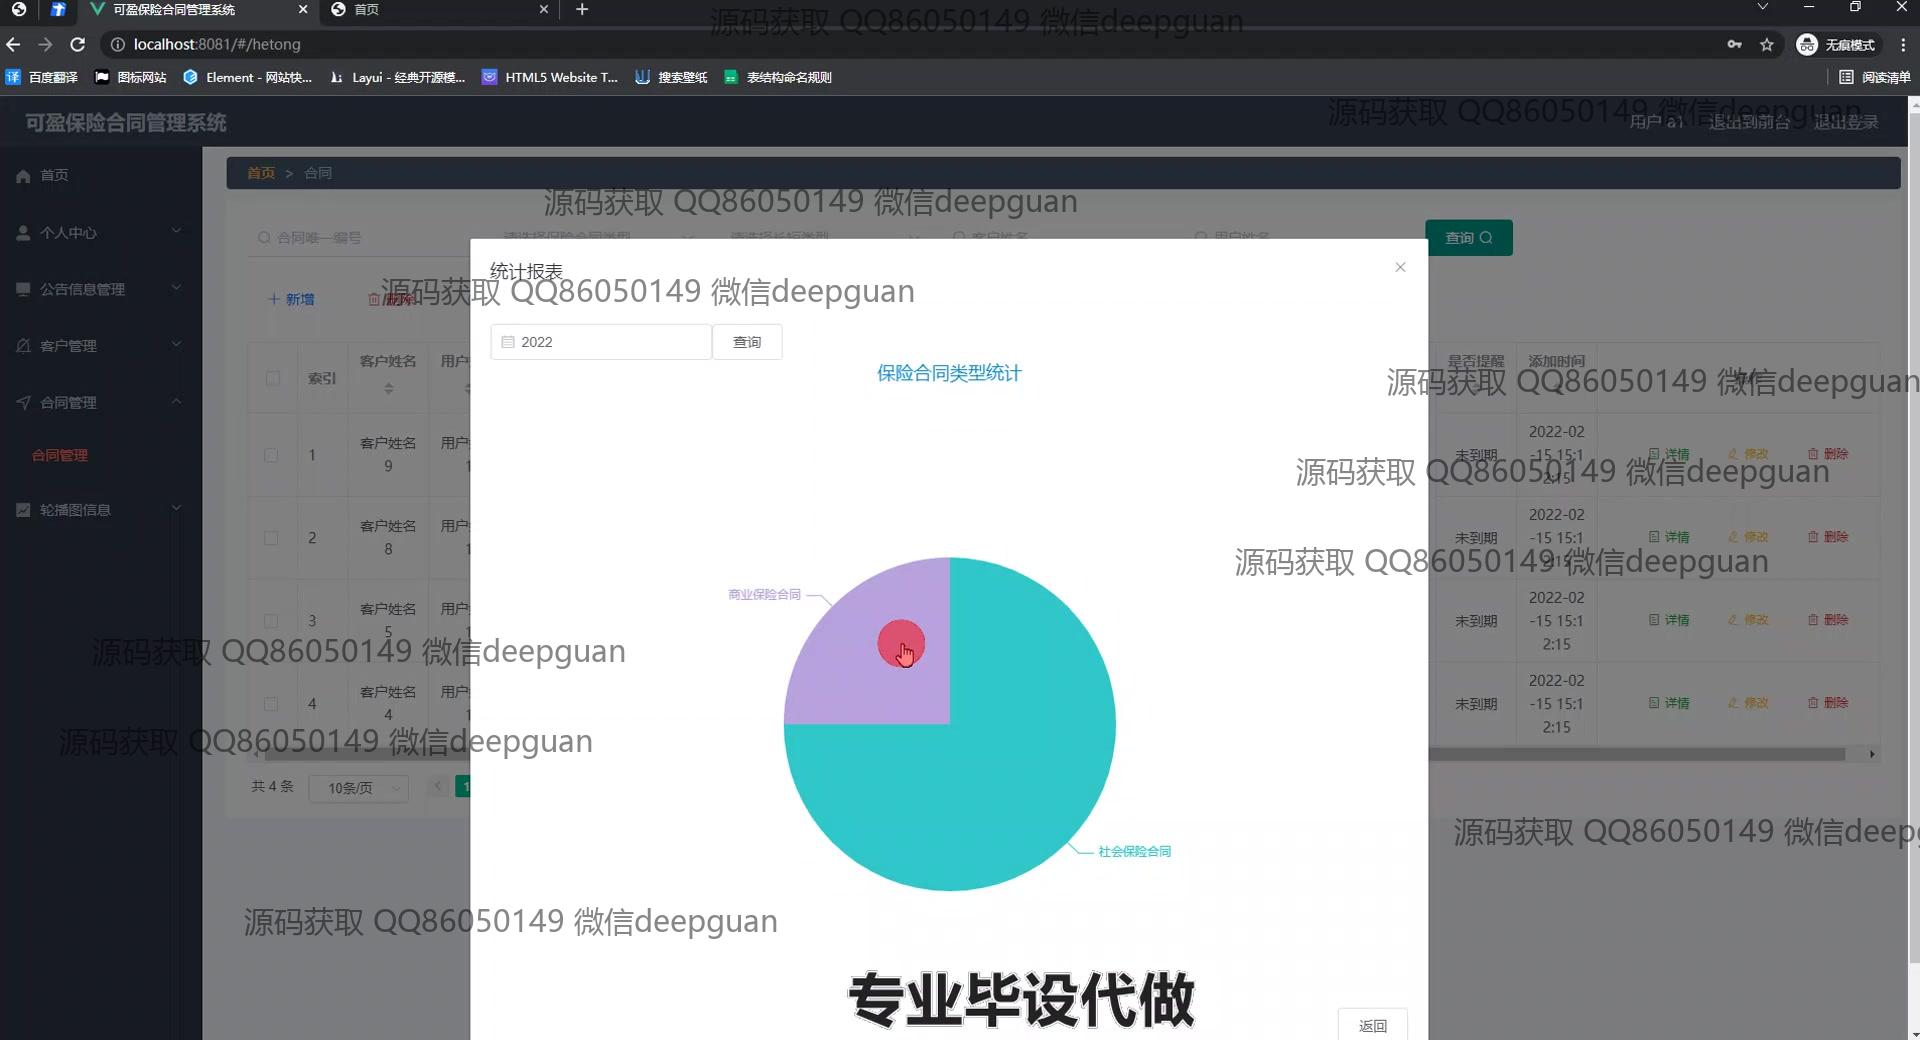 可盈保险合同管理系统
首页
localhost:8081/#/hetong
无痕模式
百度翻译
图标网站
Element - 网站快...
Layui - 经典开源模...
HTML5 Website T...
搜索壁纸
表结构命名规则
阅读清单
源码获取 QQ86050149 微信deepguan
可盈保险合同管理系统
源码获取 QQ86050149 微信deepguan
用户 a1 退出到前台 退出登录
首页
个人中心
公告信息管理
客户管理
合同管理
合同管理
轮播图信息
首页 > 合同
源码获取 QQ86050149 微信deepguan
合同唯一编号
查询
新增
删除
统计报表
源码获取 QQ86050149 微信deepguan
2022
查询
保险合同类型统计
索引
客户姓名
用户
是否提醒
添加时间
源码获取 QQ86050149 微信deepguan
1
客户姓名
9
用户
未到期
2022-02
-15 15:1
2:15
详情
修改
删除
源码获取 QQ86050149 微信deepguan
2
客户姓名
8
用户
未到期
2022-02
-15 15:1
2:15
详情
修改
删除
源码获取 QQ86050149 微信deepguan
3
客户姓名
5
用户
未到期
2022-02
-15 15:1
2:15
详情
修改
删除
源码获取 QQ86050149 微信deepguan
4
客户姓名
4
用户
未到期
2022-02
-15 15:1
2:15
详情
修改
删除
源码获取 QQ86050149 微信deepguan
商业保险合同
社会保险合同
共 4 条
10条/页
1
源码获取 QQ86050149 微信deepg
源码获取 QQ86050149 微信deepguan
专业毕设代做
返回